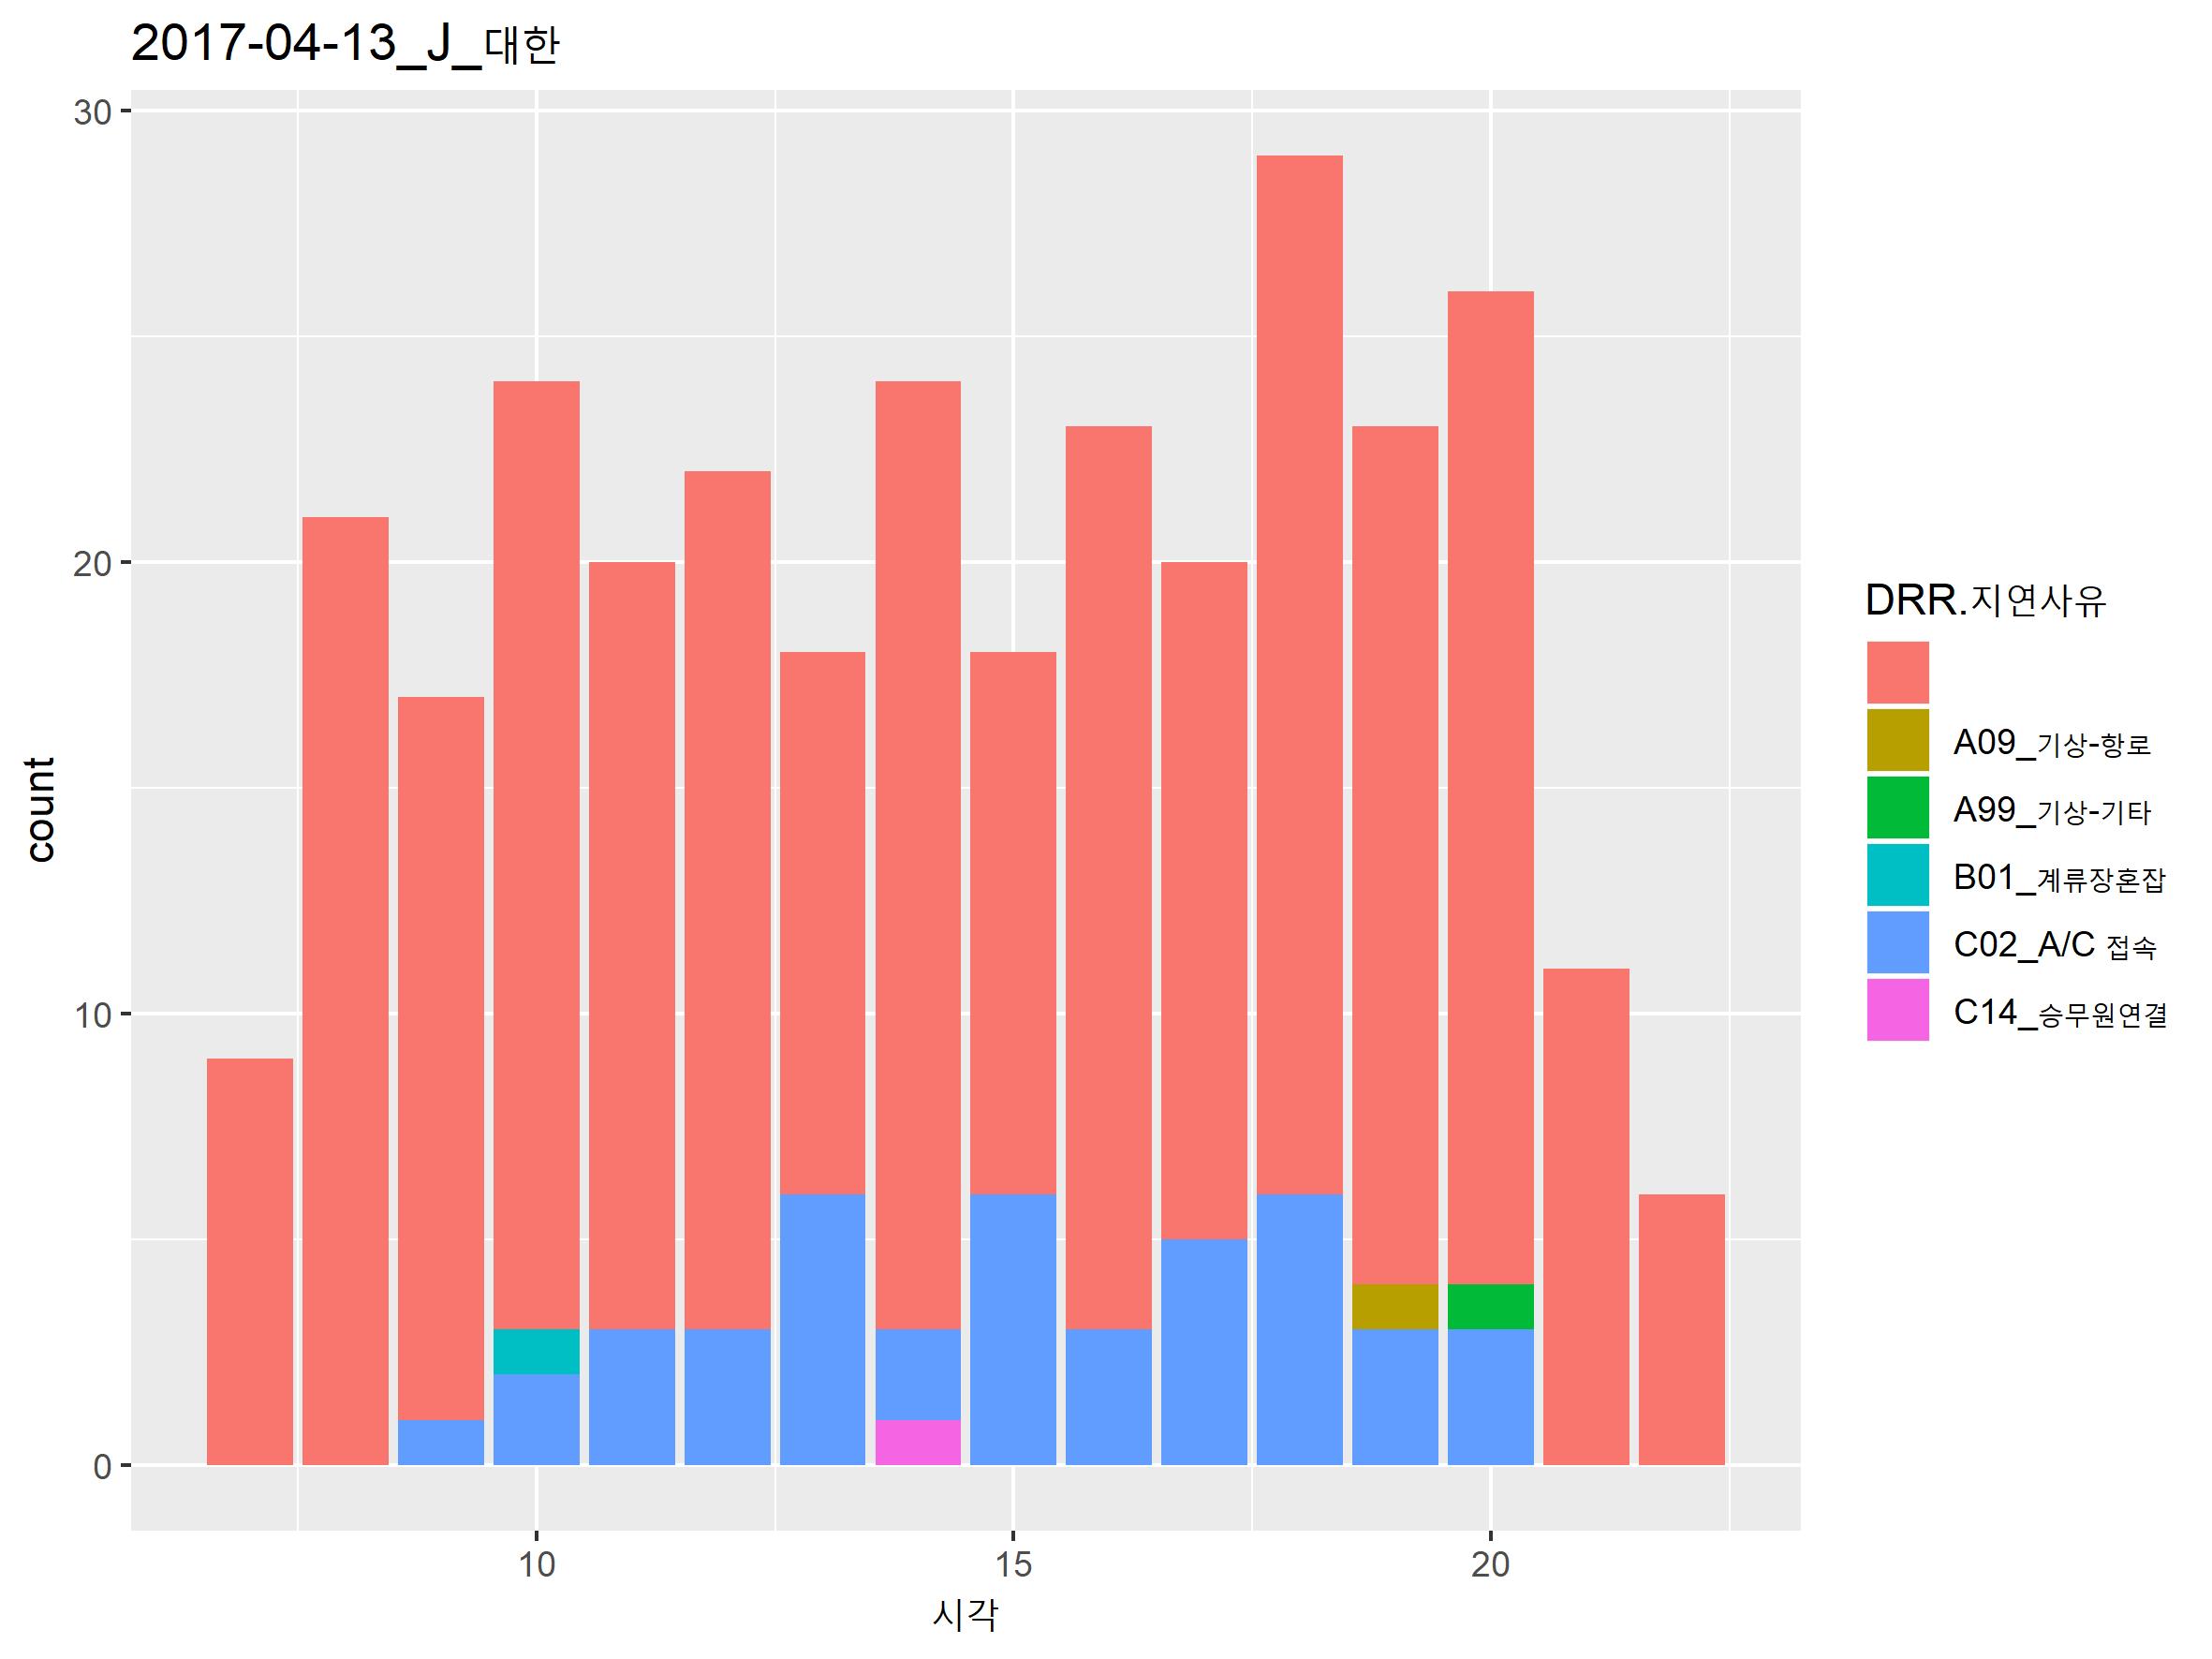 2017-04-13_J_대한
30
20
10
0
count
10
15
20
시각
DRR.지연사유
A09_기상-항로
A99_기상-기타
B01_계류장혼잡
C02_A/C 접속
C14_승무원연결